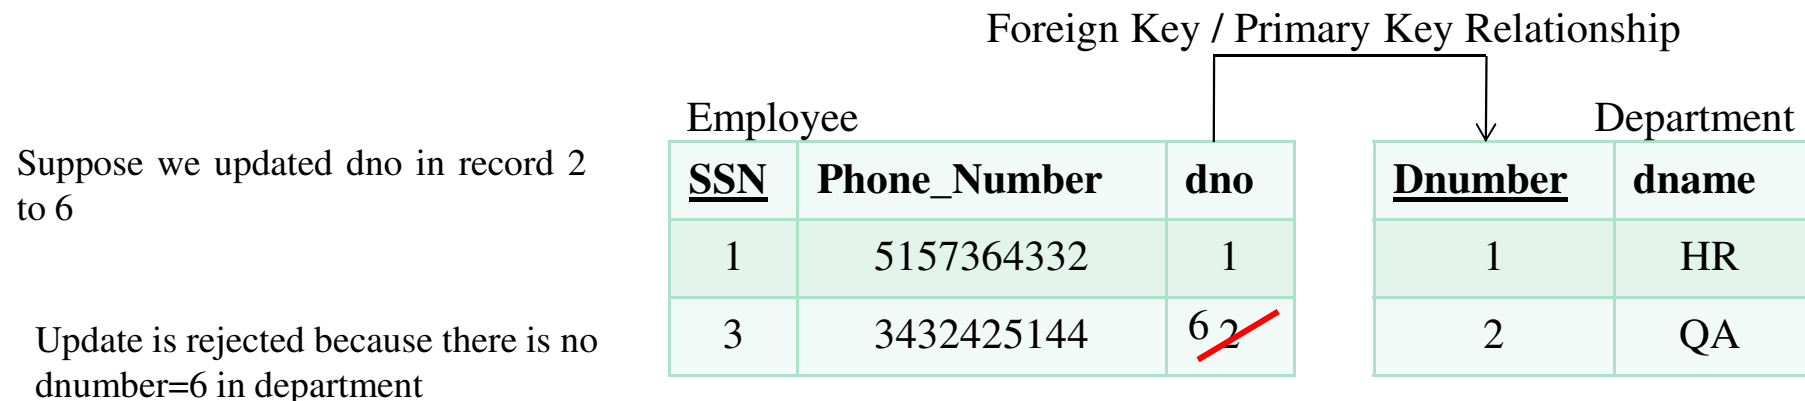 Foreign Key / Primary Key Relationship
Employee
Department
Suppose we updated dno in record 2
to 6
Update is rejected because there is no
dnumber=6 in department
SSN Phone_Number dno
1 5157364332 1
3 3432425144 6 2
Dnumber dname
1 HR
2 QA